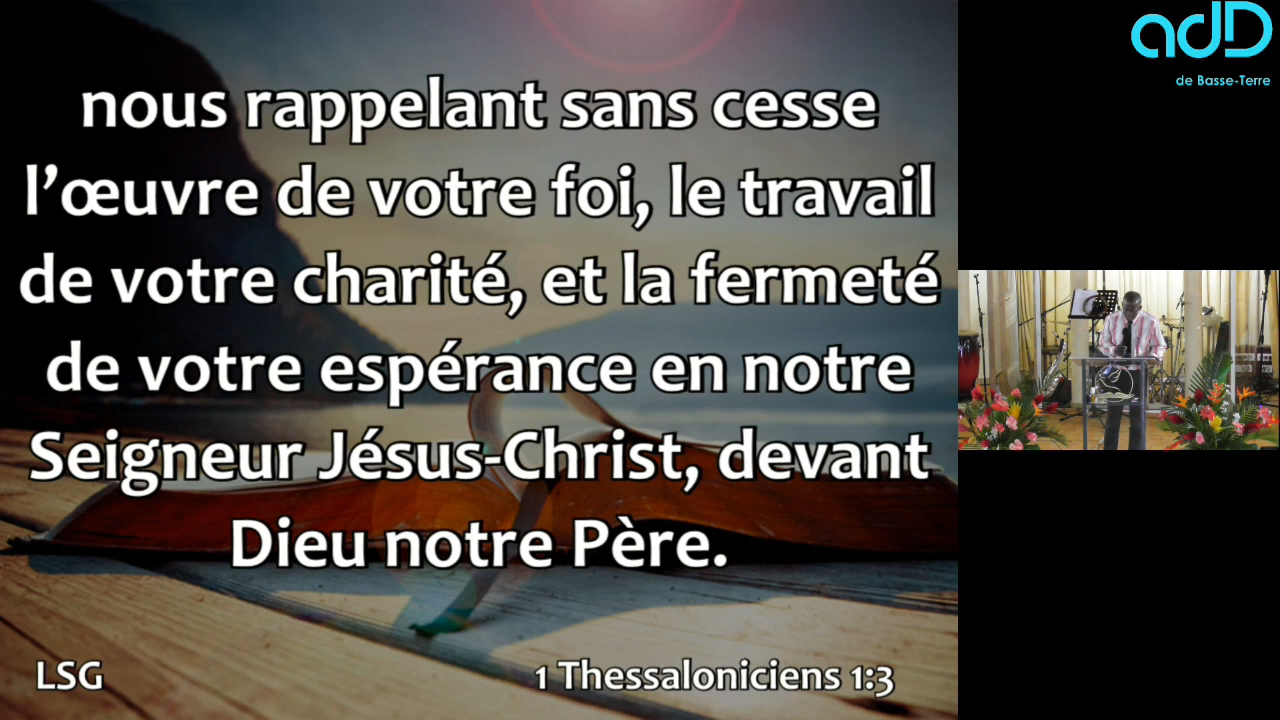 nous rappelant sans cesse
l’œuvre de votre foi, le travail
de votre charité, et la fermeté
de votre espérance en notre
Seigneur Jésus-Christ, devant
Dieu notre Père.
LSG
1 Thessaloniciens 1:3
adD
de Basse-Terre